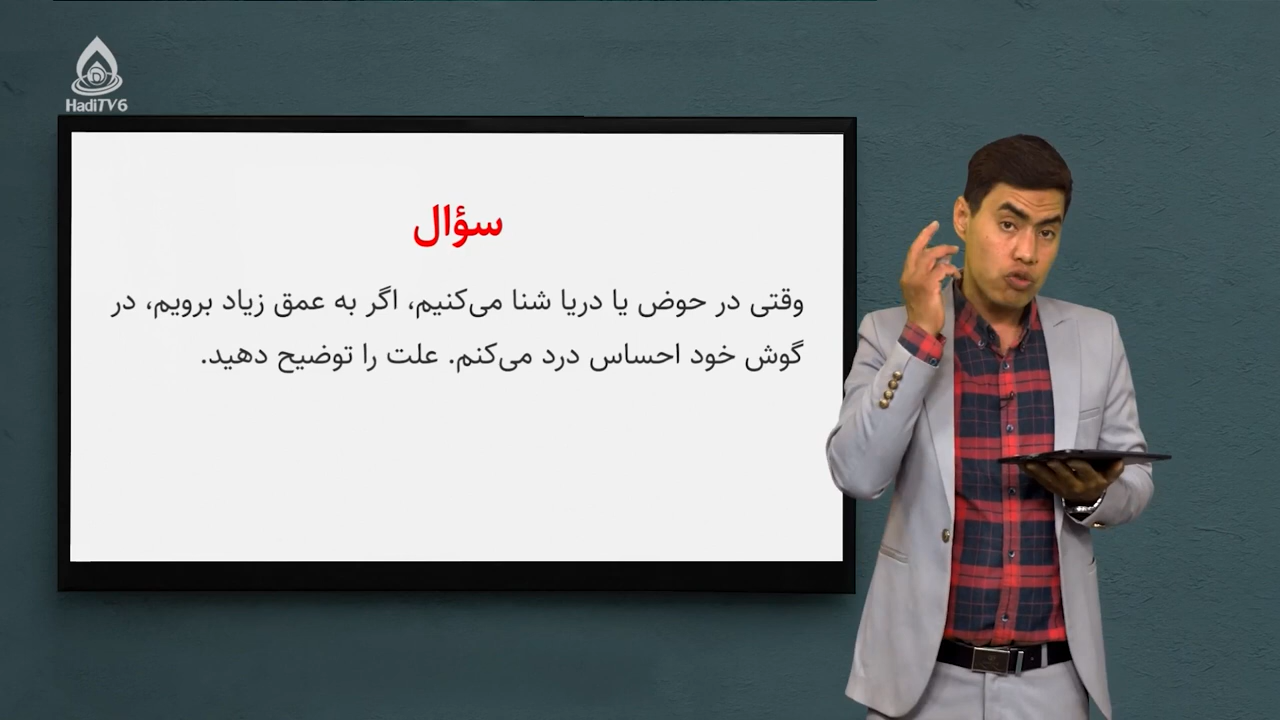 HadiTV6
سؤال
وقتی در حوض یا دریا شنا می‌کنیم، اگر به عمق زیاد برویم، در
گوش خود احساس درد می‌کنم. علت را توضیح دهید.